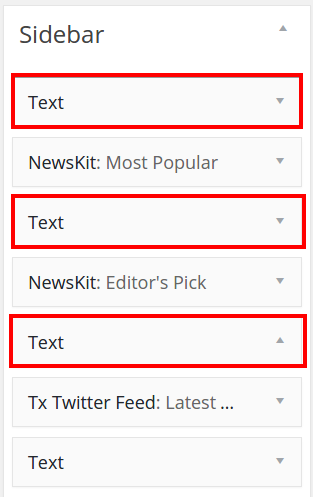 Sidebar
Text
NewsKit: Most Popular
Text
NewsKit: Editor's Pick
Text
Tx Twitter Feed: Latest ...
Text